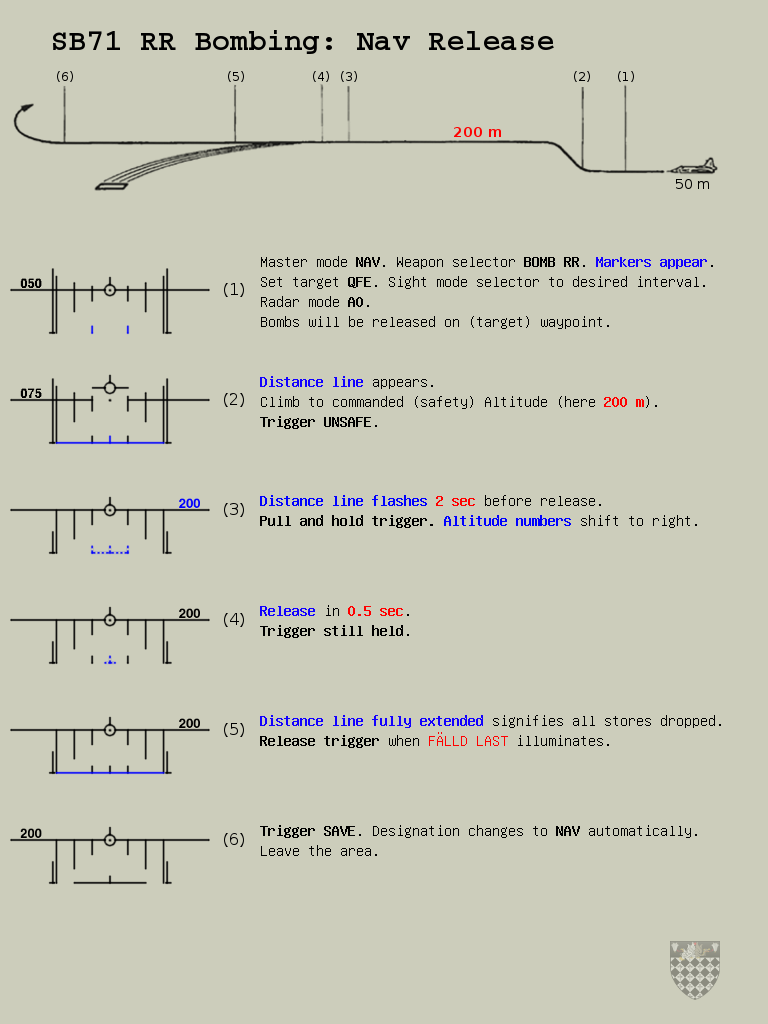 SB71 RR Bombing: Nav Release
(6) (5) (4) (3) (2) (1)
200 m
50 m
050
(1)
Master mode NAV. Weapon selector BOMB RR. Markers appear.
Set target QFE. Sight mode selector to desired interval.
Radar mode AO.
Bombs will be released on (target) waypoint.
075
(2)
Distance line appears.
Climb to commanded (safety) Altitude (here 200 m).
Trigger UNSAFE.
200
(3)
Distance line flashes 2 sec before release.
Pull and hold trigger. Altitude numbers shift to right.
200
(4)
Release in 0.5 sec.
Trigger still held.
200
(5)
Distance line fully extended signifies all stores dropped.
Release trigger when FÄLLD LAST illuminates.
200
(6)
Trigger SAVE. Designation changes to NAV automatically.
Leave the area.